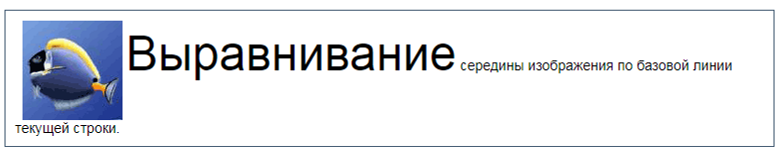 Выравнивание середины изображения по базовой линии
текущей строки.